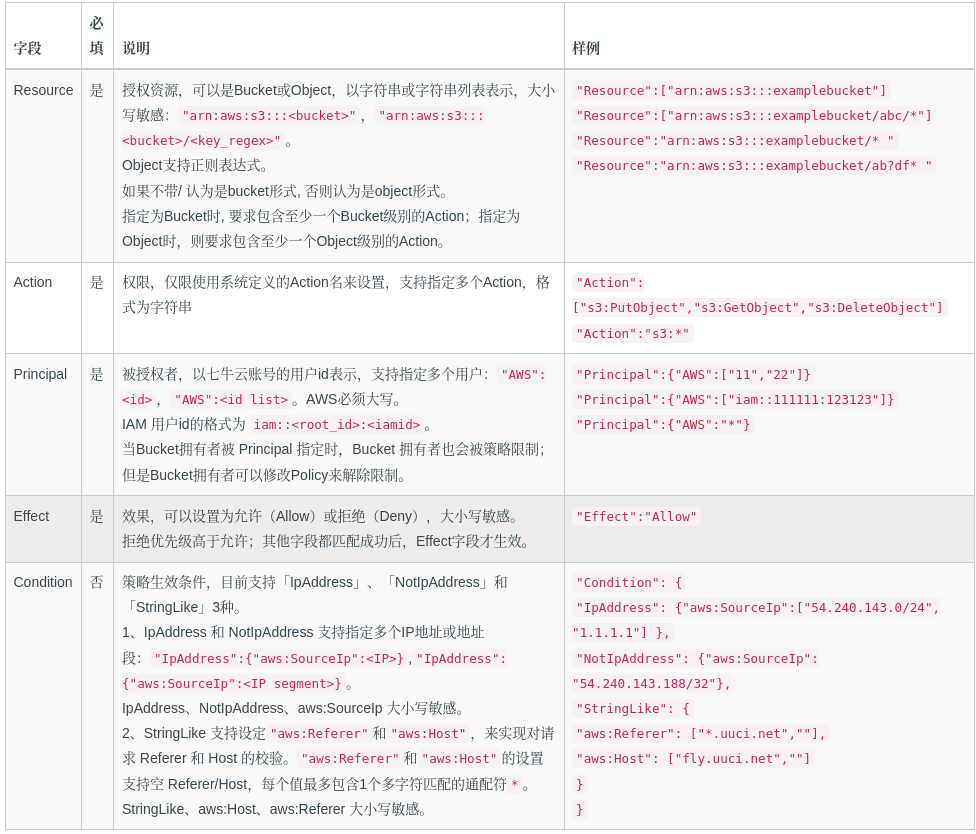 字段 必填 说明 样例
Resource 是 授权资源，可以是Bucket或Object，以字符串或字符串列表表示，大小
写敏感： "arn:aws:s3:::<bucket>" ， "arn:aws:s3:::
<bucket>/<key_regex>" 。
Object支持正则表达式。
如果不带/ 认为是bucket形式, 否则认为是object形式。
指定为Bucket时, 要求包含至少一个Bucket级别的Action；指定为
Object时，则要求包含至少一个Object级别的Action。
"Resource":["arn:aws:s3:::examplebucket"]
"Resource":["arn:aws:s3:::examplebucket/abc/*"]
"Resource":"arn:aws:s3:::examplebucket/* "
"Resource":"arn:aws:s3:::examplebucket/ab?df* "
Action 是 权限，仅限使用系统定义的Action名来设置，支持指定多个Action，格
式为字符串
"Action":
["s3:PutObject","s3:GetObject","s3:DeleteObject"]
"Action":"s3:*"
Principal 是 被授权者，以七牛云账号的用户id表示，支持指定多个用户： "AWS":
<id> ， "AWS":<id list> 。AWS必须大写。
IAM 用户id的格式为 iam::<root_id>:<iamid> 。
当Bucket拥有者被 Principal 指定时，Bucket 拥有者也会被策略限制；
但是Bucket拥有者可以修改Policy来解除限制。
"Principal":{"AWS":["11","22"]}
"Principal":{"AWS":["iam::111111:123123"]}
"Principal":{"AWS":"*"}
Effect 是 效果，可以设置为允许（Allow）或拒绝（Deny），大小写敏感。
拒绝优先级高于允许；其他字段都匹配成功后，Effect字段才生效。
"Effect":"Allow"
Condition 否 策略生效条件，目前支持「IpAddress」、「NotIpAddress」和
「StringLike」3种。
1、IpAddress 和 NotIpAddress 支持指定多个IP地址或地址
段： "IpAddress":{"aws:SourceIp":<IP>} , "IpAddress":
{"aws:SourceIp":<IP segment>} 。
IpAddress、NotIpAddress、aws:SourceIp 大小写敏感。
2、StringLike 支持设定 "aws:Referer" 和 "aws:Host" ，来实现对请
求 Referer 和 Host 的校验。 "aws:Referer" 和 "aws:Host" 的设置
支持空 Referer/Host，每个值最多包含1个多字符匹配的通配符 * 。
StringLike、aws:Host、aws:Referer 大小写敏感。
"Condition": {
"IpAddress": {"aws:SourceIp":["54.240.143.0/24",
"1.1.1.1"] },
"NotIpAddress": {"aws:SourceIp":
"54.240.143.188/32"},
"StringLike": {
"aws:Referer": ["*.uuci.net",""],
"aws:Host": ["fly.uuci.net",""]
}
}